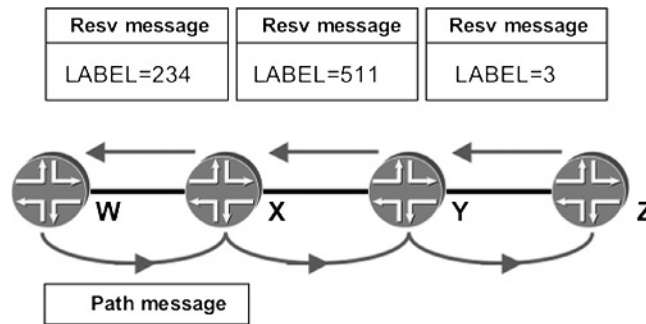 Resv message
LABEL=234
Resv message
LABEL=511
Resv message
LABEL=3
W
X
Y
Z
Path message